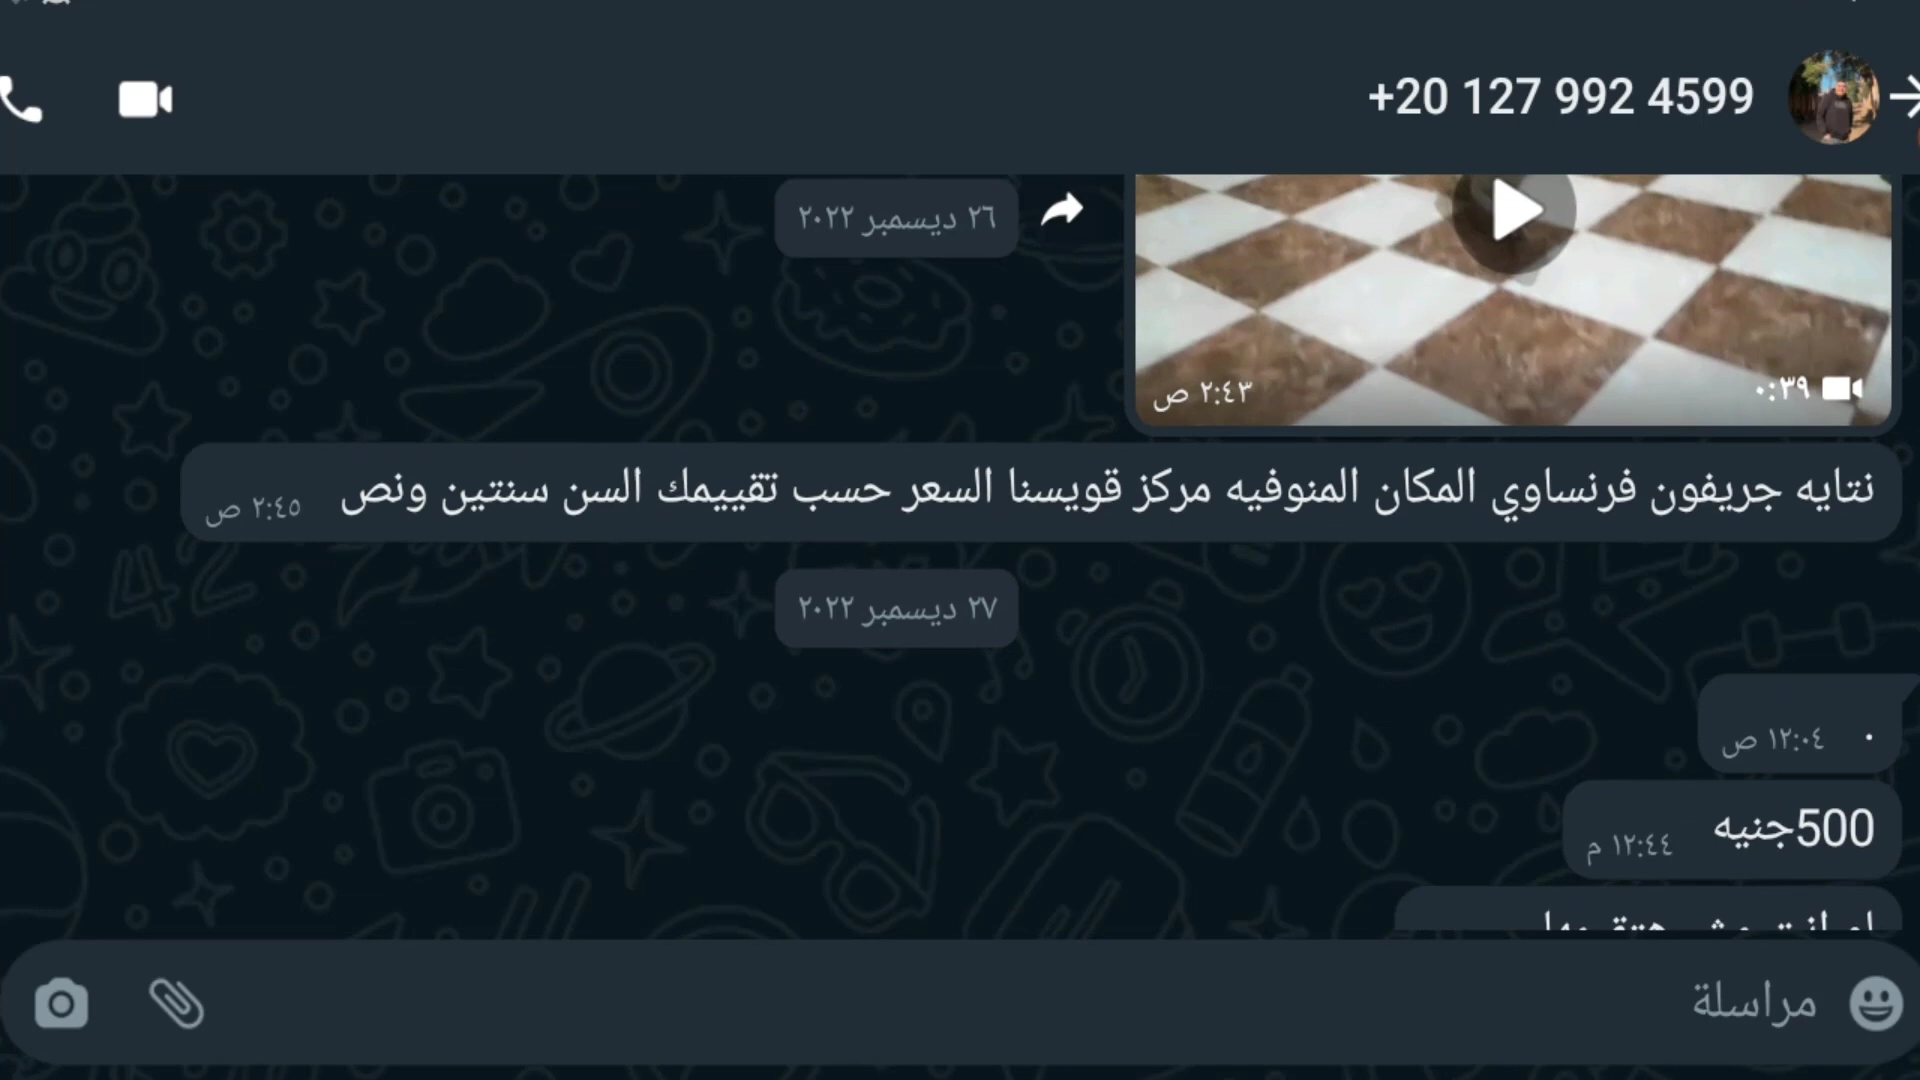 +20 127 992 4599
٢٦ ديسمبر ٢٠٢٢
٠:٣٩
٢:٤٣ ص
نتايه جريفون فرنساوي المكان المنوفيه مركز قويسنا السعر حسب تقييمك السن سنتين ونص
٢:٤٥ ص
٢٧ ديسمبر ٢٠٢٢
.
١٢:٠٤ ص
500جنيه
١٢:٤٤ م
مراسلة